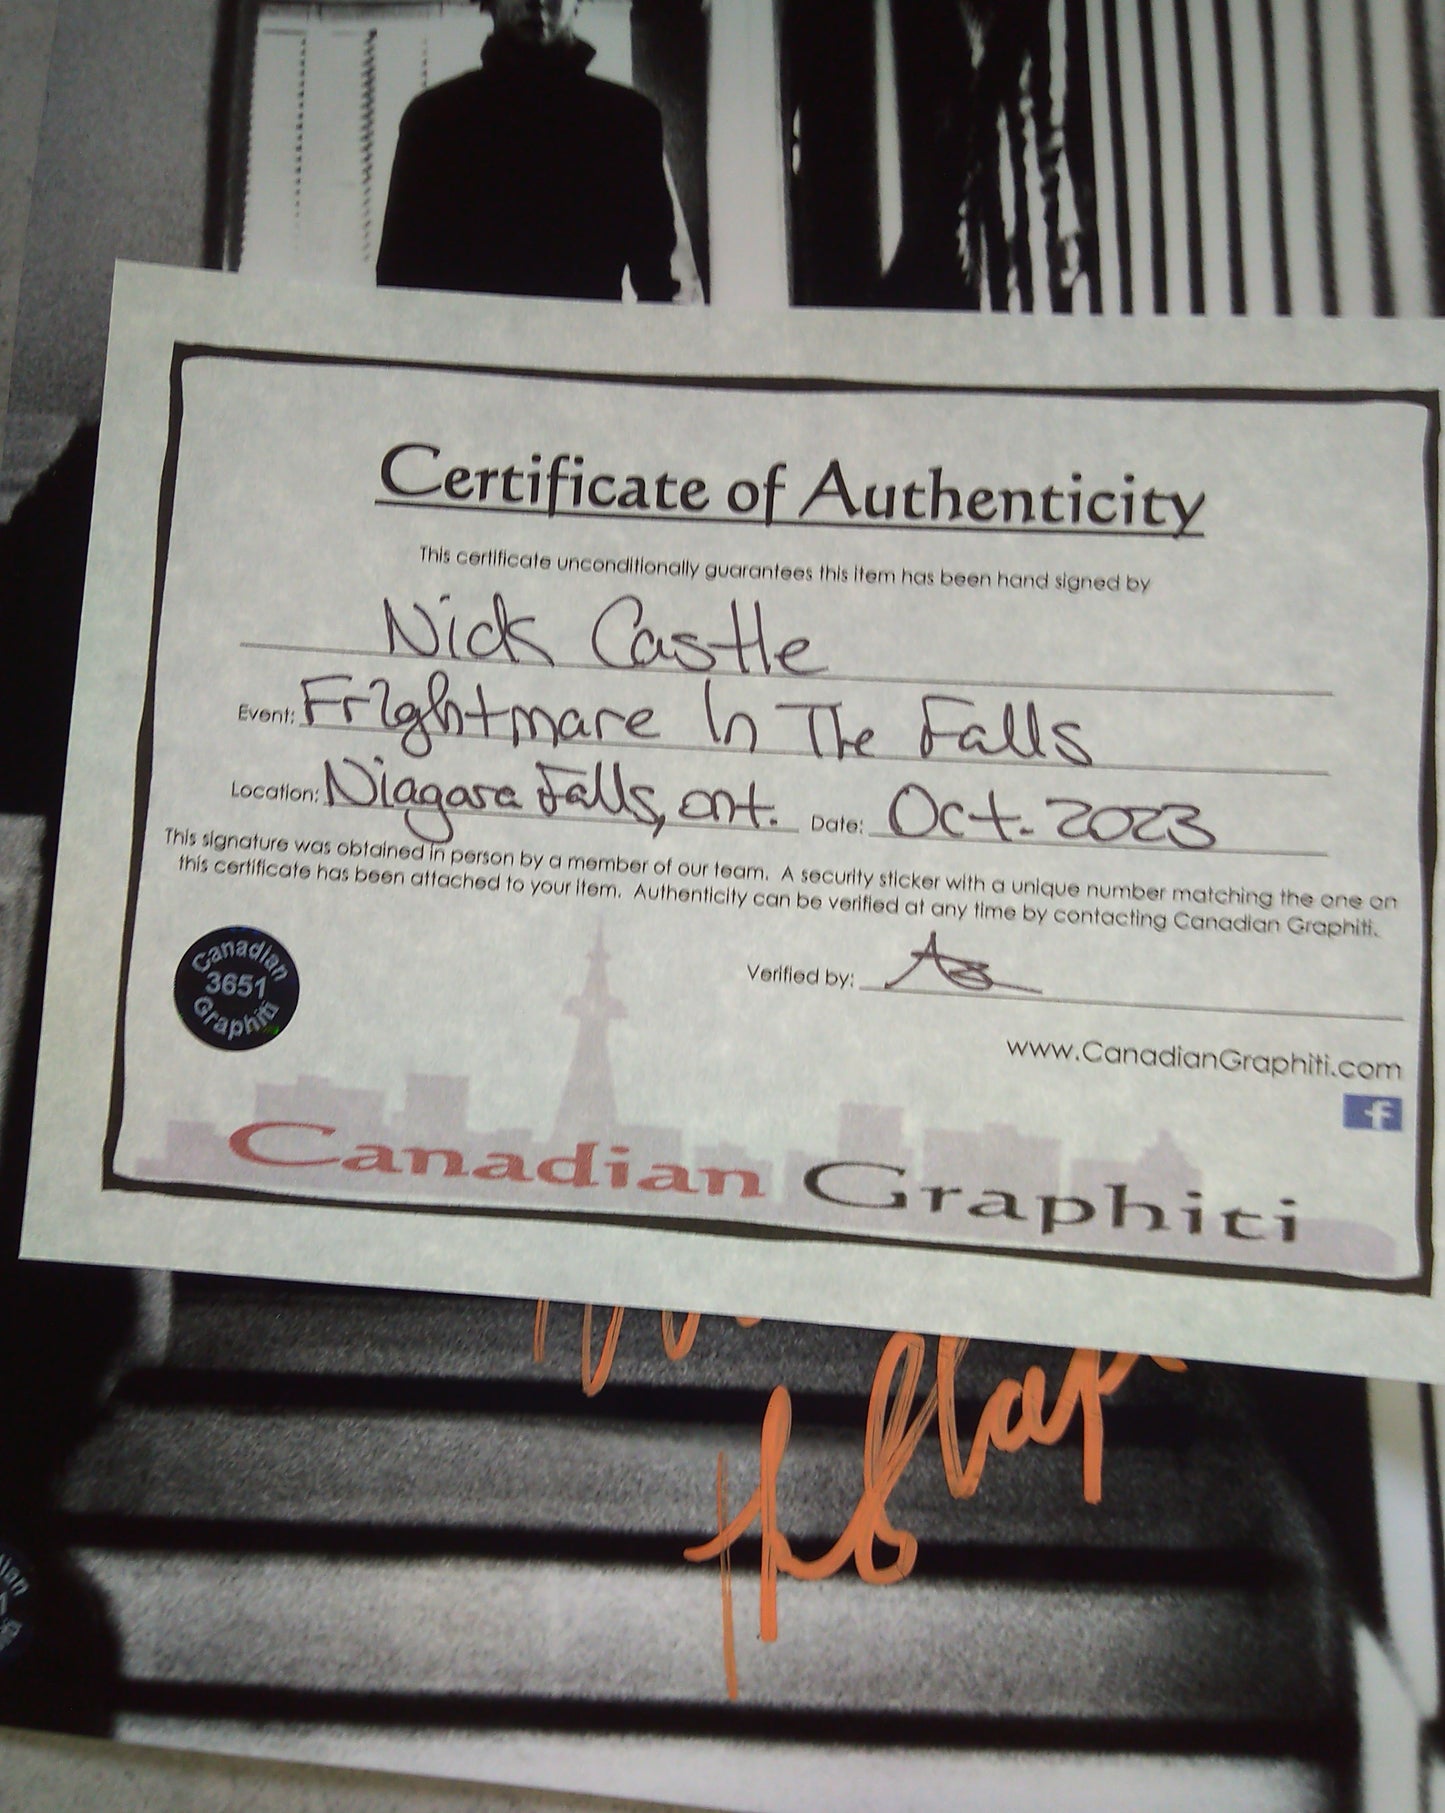 Certificate of Authenticity
This certificate unconditionally guarantees this item has been hand signed by
Nick Castle
Event: Frightmare In The Falls
Location: Niagara Falls, ont. Date: Oct. 2023
This signature was obtained in person by a member of our team. A security sticker with a unique number matching the one on
this certificate has been attached to your item. Authenticity can be verified at any time by contacting Canadian Graphiti.
Canadian
3651
Graphiti
Verified by:
www.CanadianGraphiti.com
f
Canadian Graphiti
The Shape